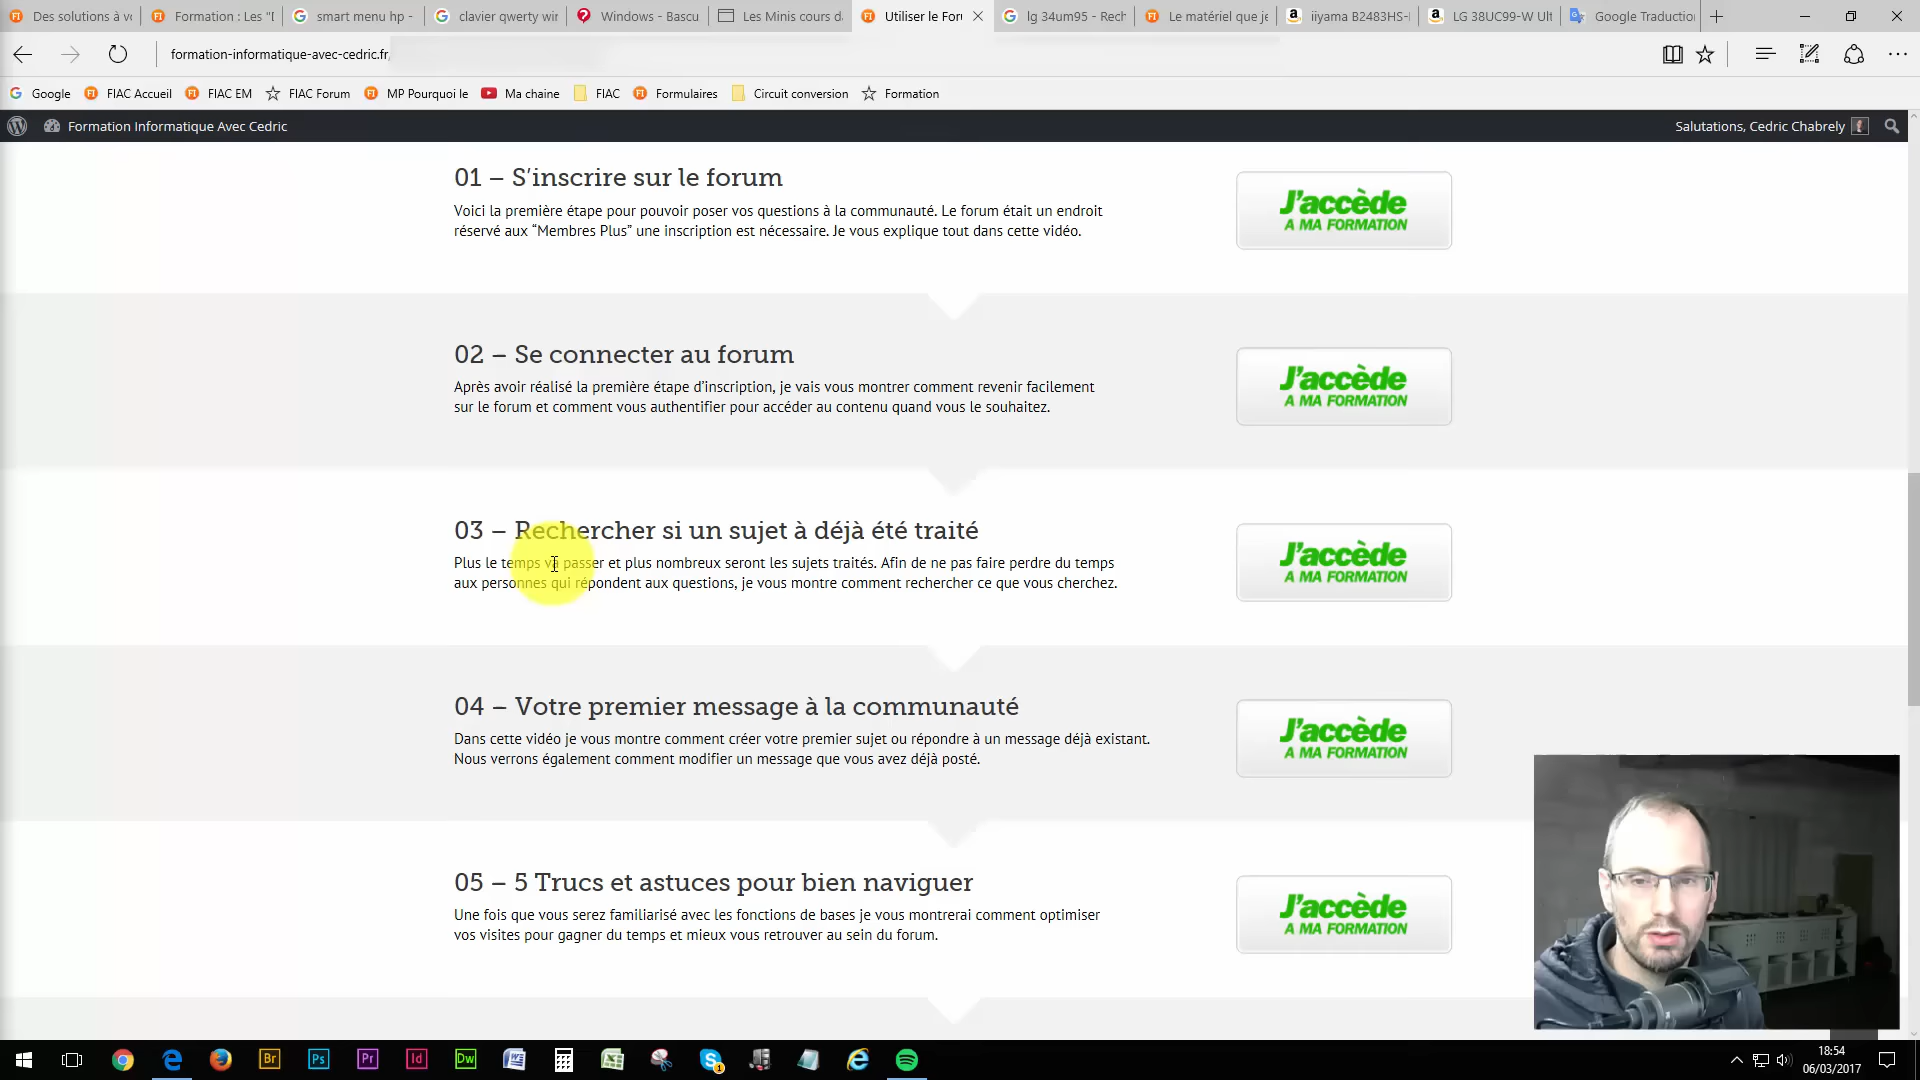 Des solutions à v
Formation : Les "
smart menu hp -
clavier qwerty wir
Windows - Bascu
Les Minis cours d
Utiliser le For
lg 34um95 - Rech
Le matériel que je
iiyama B2483HS-
LG 38UC99-W Ult
Google Traduction
formation-informatique-avec-cedric.fr
Google
FIAC Accueil
FIAC EM
FIAC Forum
MP Pourquoi le
Ma chaine
FIAC
Formulaires
Circuit conversion
Formation
Formation Informatique Avec Cedric
Salutations, Cedric Chabrely
01 – S'inscrire sur le forum
Voici la première étape pour pouvoir poser vos questions à la communauté. Le forum était un endroit
réservé aux “Membres Plus” une inscription est nécessaire. Je vous explique tout dans cette vidéo.
J'accède
A MA FORMATION
02 – Se connecter au forum
Après avoir réalisé la première étape d'inscription, je vais vous montrer comment revenir facilement
sur le forum et comment vous authentifier pour accéder au contenu quand vous le souhaitez.
J'accède
A MA FORMATION
03 – Rechercher si un sujet à déjà été traité
Plus le temps va passer et plus nombreux seront les sujets traités. Afin de ne pas faire perdre du temps
aux personnes qui répondent aux questions, je vous montre comment rechercher ce que vous cherchez.
J'accède
A MA FORMATION
04 – Votre premier message à la communauté
Dans cette vidéo je vous montre comment créer votre premier sujet ou répondre à un message déjà existant.
Nous verrons également comment modifier un message que vous avez déjà posté.
J'accède
A MA FORMATION
05 – 5 Trucs et astuces pour bien naviguer
Une fois que vous serez familiarisé avec les fonctions de bases je vous montrerai comment optimiser
vos visites pour gagner du temps et mieux vous retrouver au sein du forum.
J'accède
A MA FORMATION
Br
Ps
Pr
Id
Dw
18:54
06/03/2017